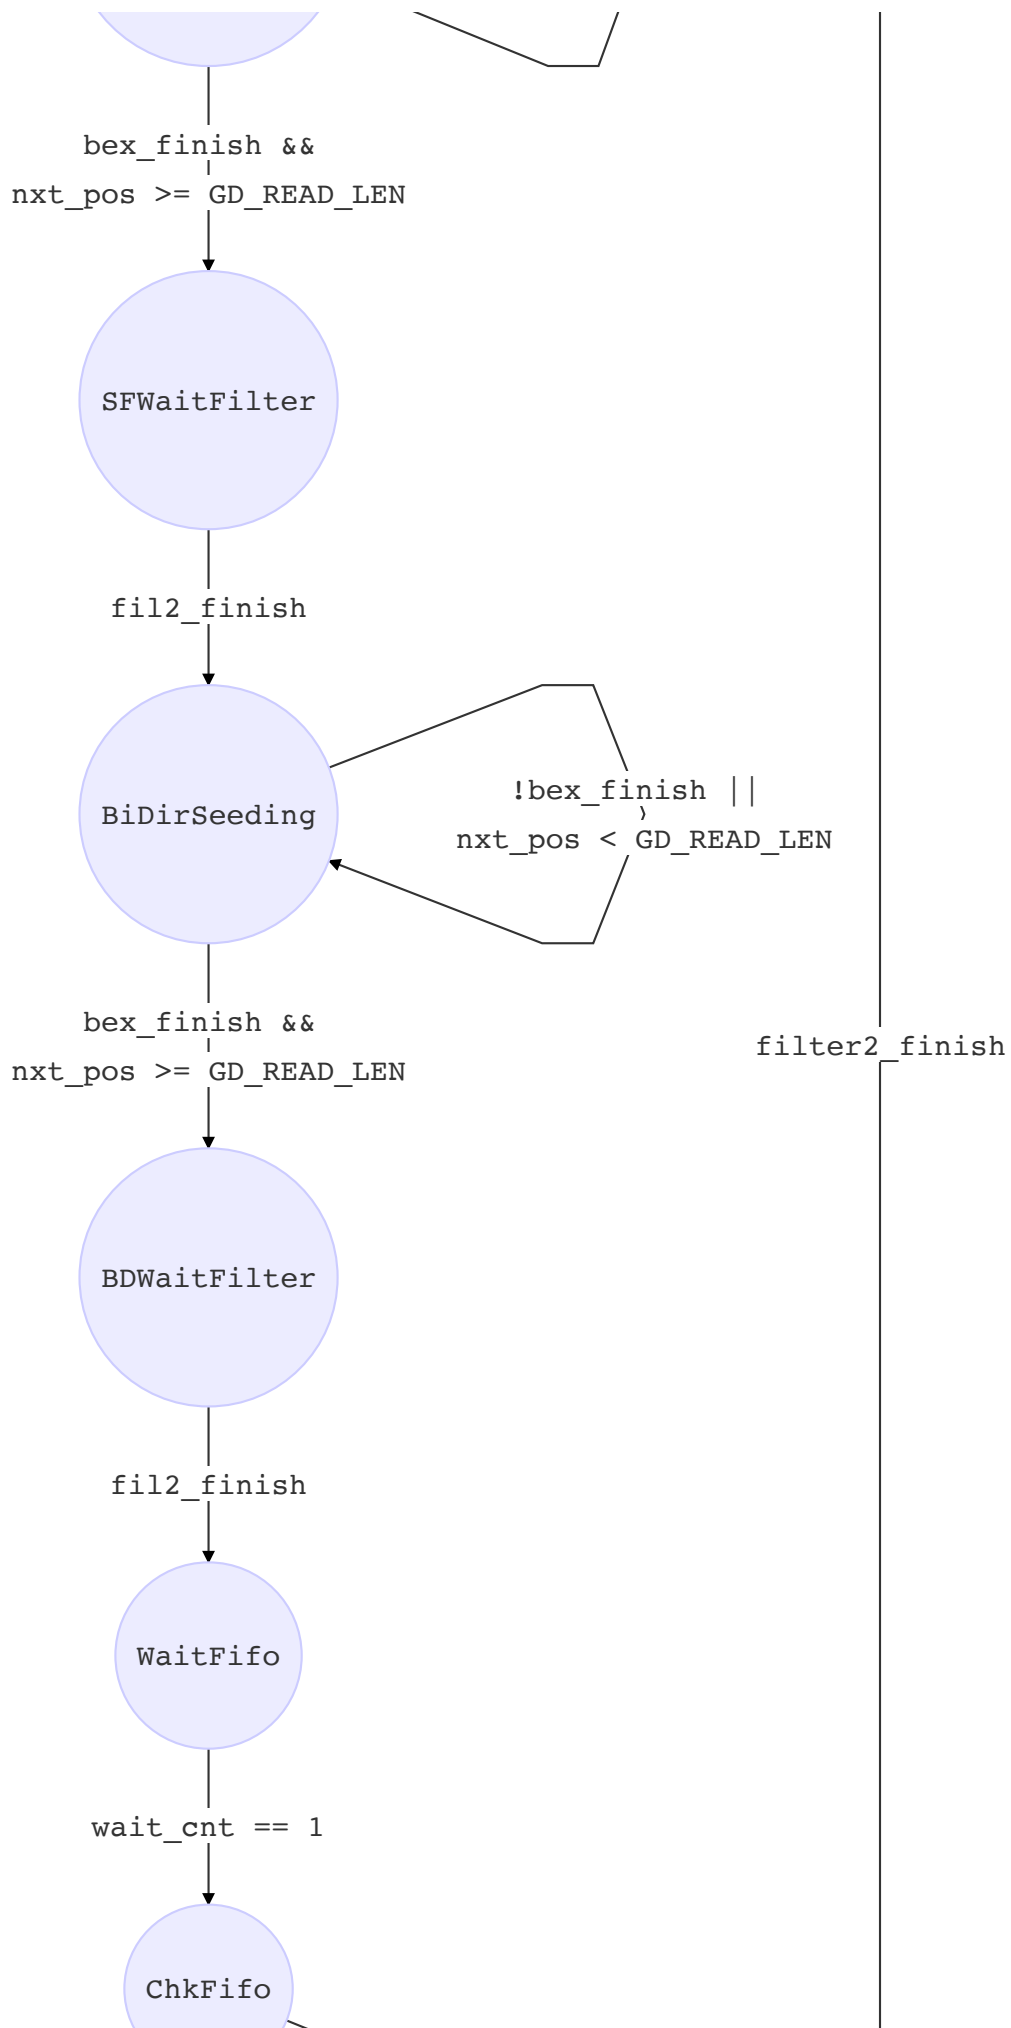 bex_finish &&
nxt_pos >= GD_READ_LEN
SFWaitFilter
fil2_finish
BiDirSeeding
!bex_finish ||
nxt_pos < GD_READ_LEN
bex_finish &&
nxt_pos >= GD_READ_LEN
filter2_finish
BDWaitFilter
fil2_finish
WaitFifo
wait_cnt == 1
ChkFifo